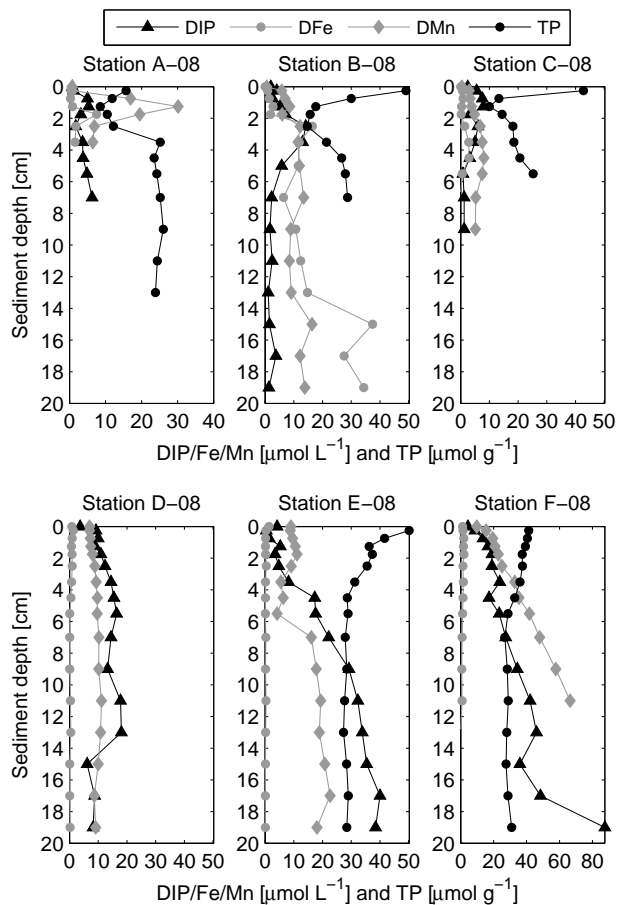 DIP DFe DMn TP
Station A−08 Station B−08 Station C−08
Sediment depth [cm]
0
2
4
6
8
10
12
14
16
18
20
0 10 20 30 40 0 10 20 30 40 50 0 10 20 30 40 50
DIP/Fe/Mn [μmol L−1] and TP [μmol g−1]
Station D−08 Station E−08 Station F−08
Sediment depth [cm]
0
2
4
6
8
10
12
14
16
18
20
0 10 20 30 40 50 0 10 20 30 40 50 0 20 40 60 80
DIP/Fe/Mn [μmol L−1] and TP [μmol g−1]